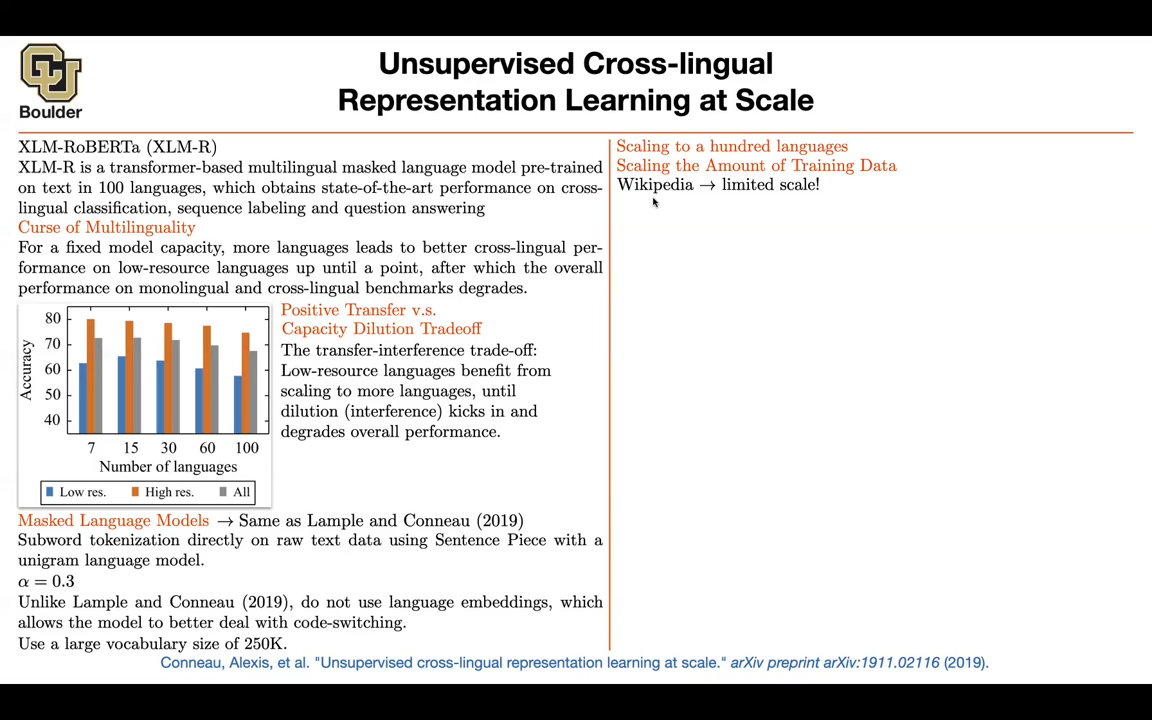 Boulder
Unsupervised Cross-lingual
Representation Learning at Scale
XLM-RoBERTa (XLM-R)
XLM-R is a transformer-based multilingual masked language model pre-trained
on text in 100 languages, which obtains state-of-the-art performance on cross-
lingual classification, sequence labeling and question answering
Curse of Multilinguality
For a fixed model capacity, more languages leads to better cross-lingual per-
formance on low-resource languages up until a point, after which the overall
performance on monolingual and cross-lingual benchmarks degrades.
80
70
60
50
40
Accuracy
7 15 30 60 100
Number of languages
Low res. High res. All
Positive Transfer v.s.
Capacity Dilution Tradeoff
The transfer-interference trade-off:
Low-resource languages benefit from
scaling to more languages, until
dilution (interference) kicks in and
degrades overall performance.
Masked Language Models → Same as Lample and Conneau (2019)
Subword tokenization directly on raw text data using Sentence Piece with a
unigram language model.
α = 0.3
Unlike Lample and Conneau (2019), do not use language embeddings, which
allows the model to better deal with code-switching.
Use a large vocabulary size of 250K.
Scaling to a hundred languages
Scaling the Amount of Training Data
Wikipedia → limited scale!
Conneau, Alexis, et al. "Unsupervised cross-lingual representation learning at scale." arXiv preprint arXiv:1911.02116 (2019).